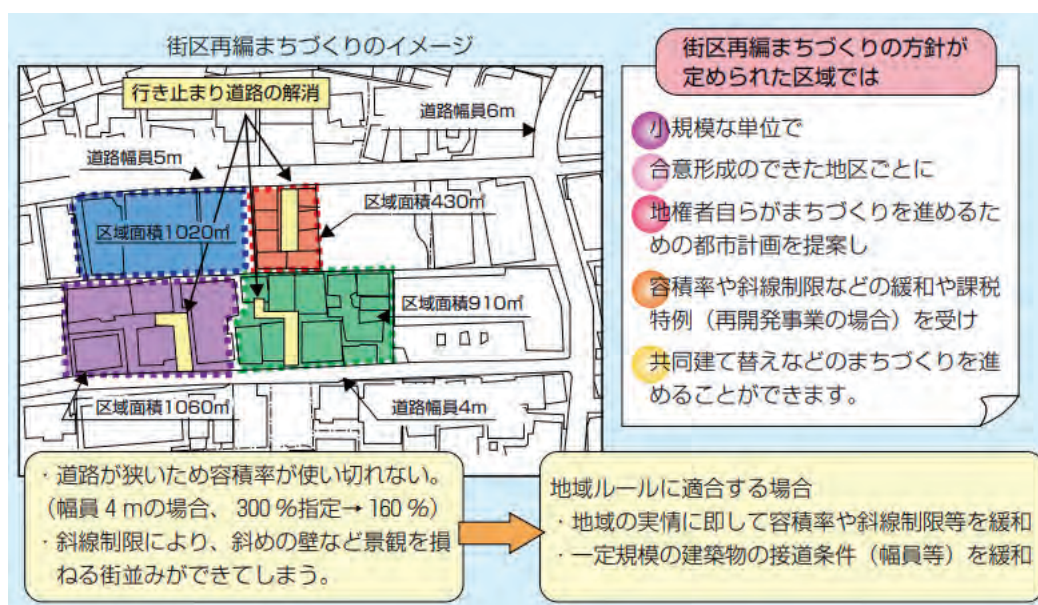 街区再編まちづくりのイメージ
行き止まり道路の解消
道路幅員6m
道路幅員5m
区域面積430㎡
区域面積1020㎡
区域面積910㎡
区域面積1060㎡
道路幅員4m
街区再編まちづくりの方針が
定められた区域では
小規模な単位で
合意形成のできた地区ごとに
地権者自らがまちづくりを進めるた
めの都市計画を提案し
容積率や斜線制限などの緩和や課税
特例（再開発事業の場合）を受け
共同建て替えなどのまちづくりを進
めることができます。
・道路が狭いため容積率が使い切れない。
（幅員4mの場合、300％指定→160％）
・斜線制限により、斜めの壁など景観を損
ねる街並みができてしまう。
地域ルールに適合する場合
・地域の実情に即して容積率や斜線制限等を緩和
・一定規模の建築物の接道条件（幅員等）を緩和